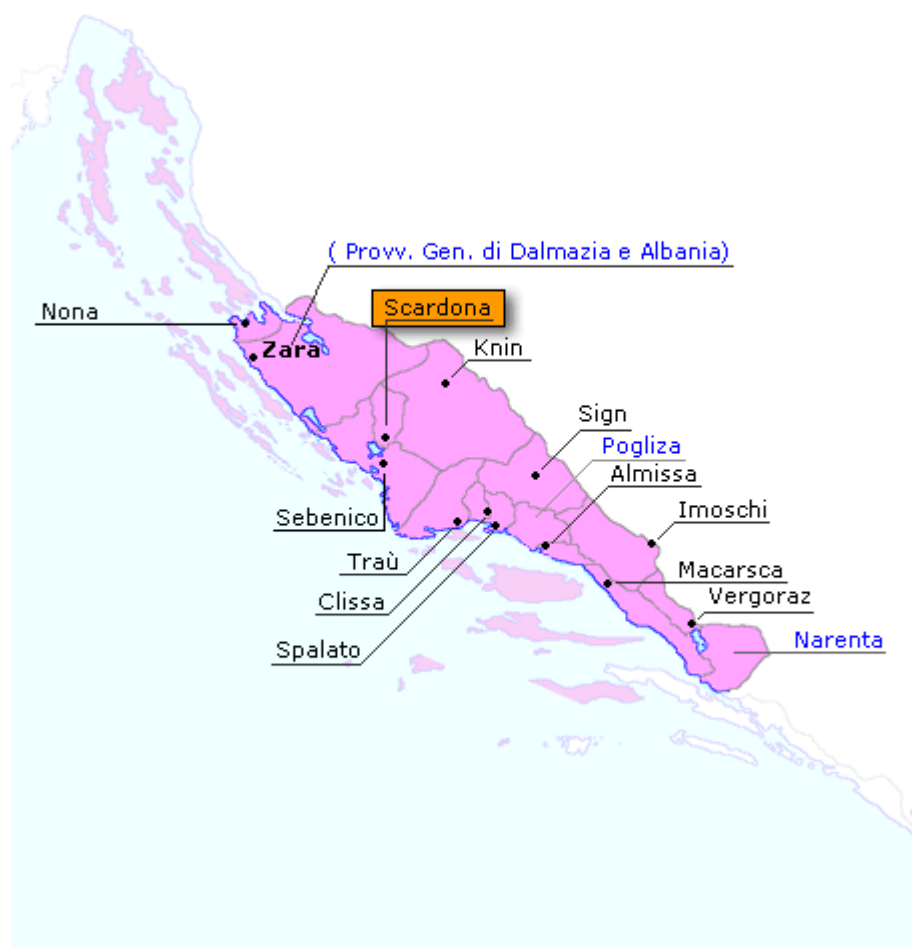 ( Provv. Gen. di Dalmazia e Albania)
Nona
Scardona
Zara
Knin
Sign
Pogliza
Almissa
Sebenico
Imoschi
Traù
Macarsca
Clissa
Vergoraz
Spalato
Narenta